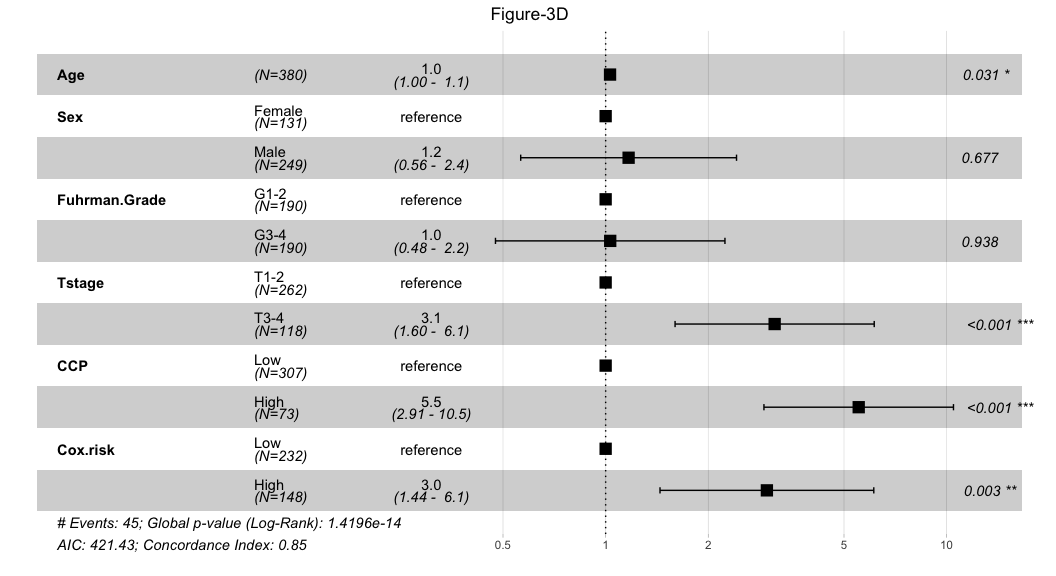 Figure-3D
Age (N=380) 1.0 (1.00 - 1.1) 0.031 *
Sex Female (N=131) reference
Male (N=249) 1.2 (0.56 - 2.4) 0.677
Fuhrman.Grade G1-2 (N=190) reference
G3-4 (N=190) 1.0 (0.48 - 2.2) 0.938
Tstage T1-2 (N=262) reference
T3-4 (N=118) 3.1 (1.60 - 6.1) <0.001 ***
CCP Low (N=307) reference
High (N=73) 5.5 (2.91 - 10.5) <0.001 ***
Cox.risk Low (N=232) reference
High (N=148) 3.0 (1.44 - 6.1) 0.003 **
# Events: 45; Global p-value (Log-Rank): 1.4196e-14
AIC: 421.43; Concordance Index: 0.85
0.5 1 2 5 10